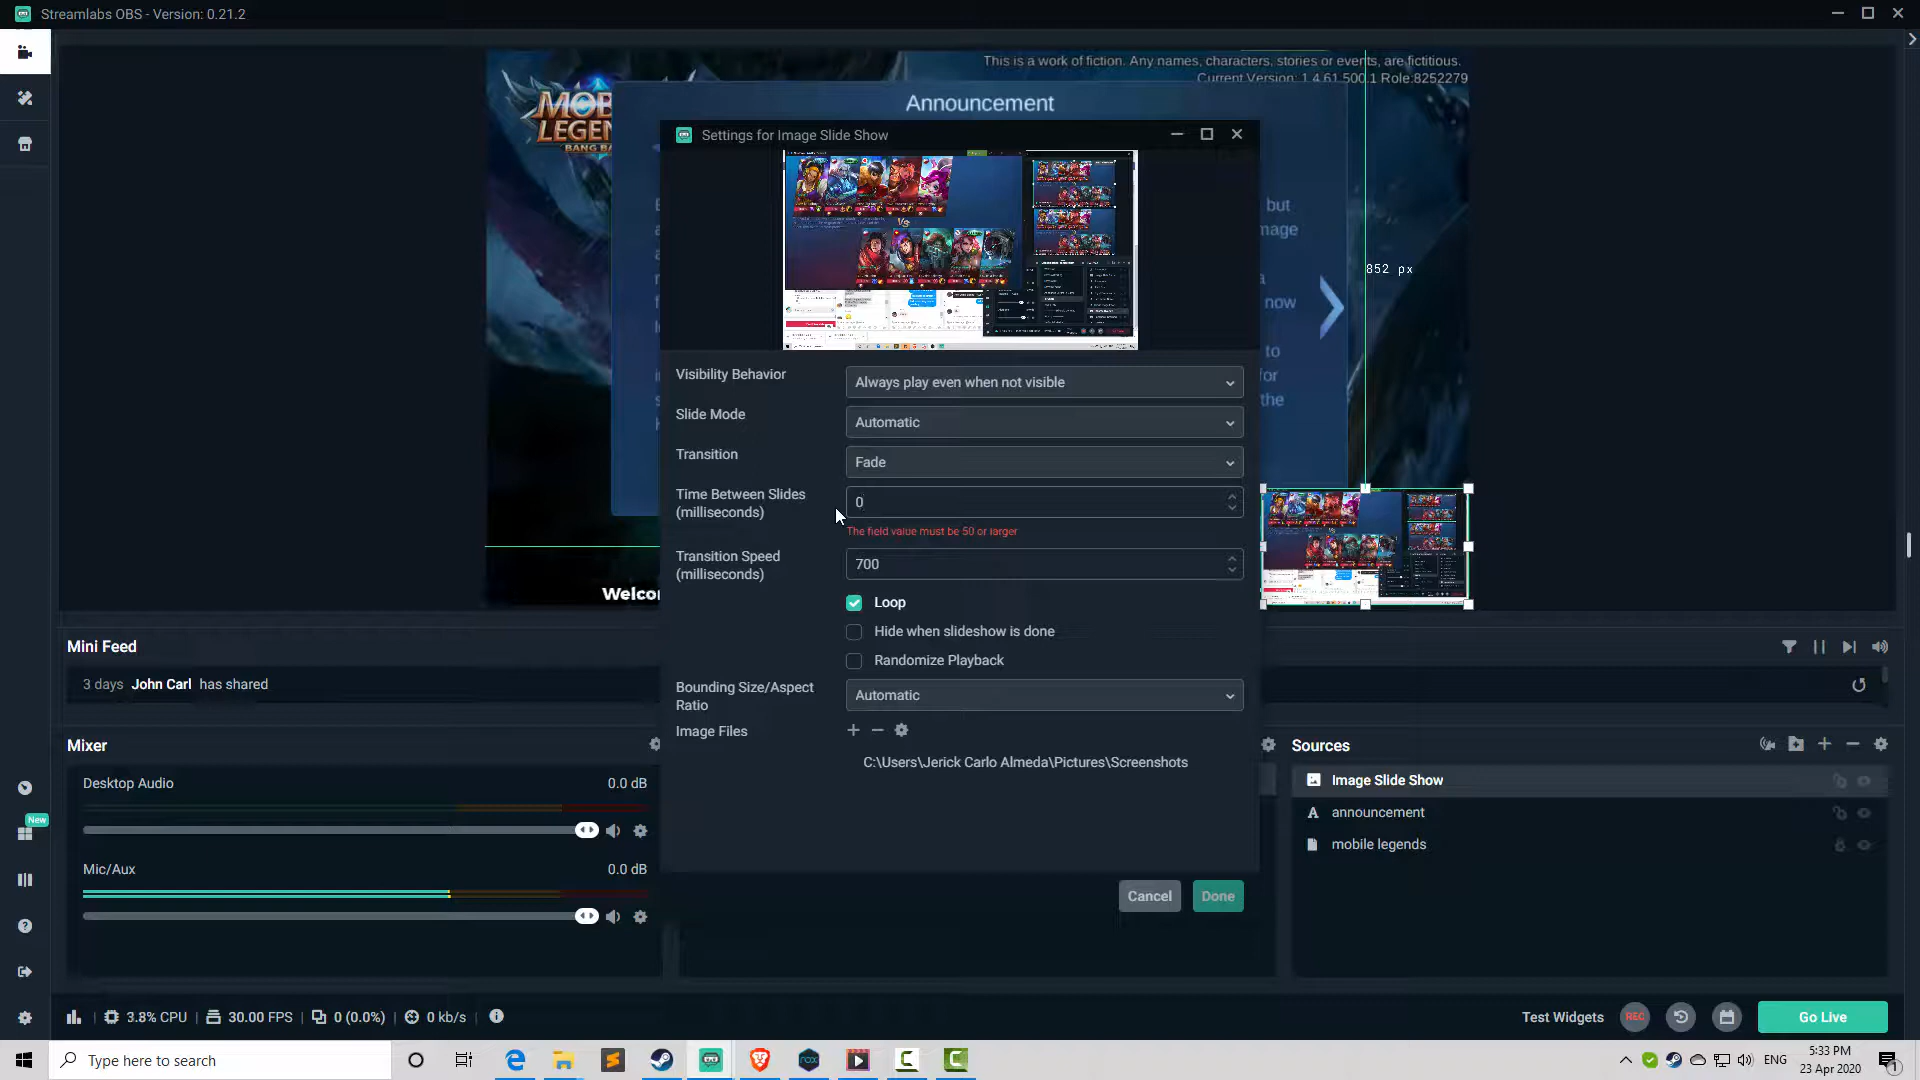 Streamlabs OBS - Version: 0.21.2
This is a work of fiction. Any names, characters, stories or events, are fictitious.
Current Version: 1.4.61.500.1 Role:8252279
MOB
LEGEN
BANG BA
Announcement
Settings for Image Slide Show
but
mage
852 px
a
now
to
for
the
Visibility Behavior
Always play even when not visible
Slide Mode
Automatic
Transition
Fade
Time Between Slides
(milliseconds)
0
The field value must be 50 or larger
Transition Speed
(milliseconds)
700
Loop
Hide when slideshow is done
Randomize Playback
Bounding Size/Aspect
Ratio
Automatic
Image Files
C:\Users\Jerick Carlo Almeda\Pictures\Screenshots
Cancel
Done
Welco
Mini Feed
3 days John Carl has shared
Mixer
Desktop Audio
0.0 dB
Mic/Aux
0.0 dB
Sources
Image Slide Show
announcement
mobile legends
New
3.8% CPU
30.00 FPS
0 (0.0%)
0 kb/s
Test Widgets
REC
Go Live
Type here to search
ENG
5:33 PM
23 Apr 2020
1